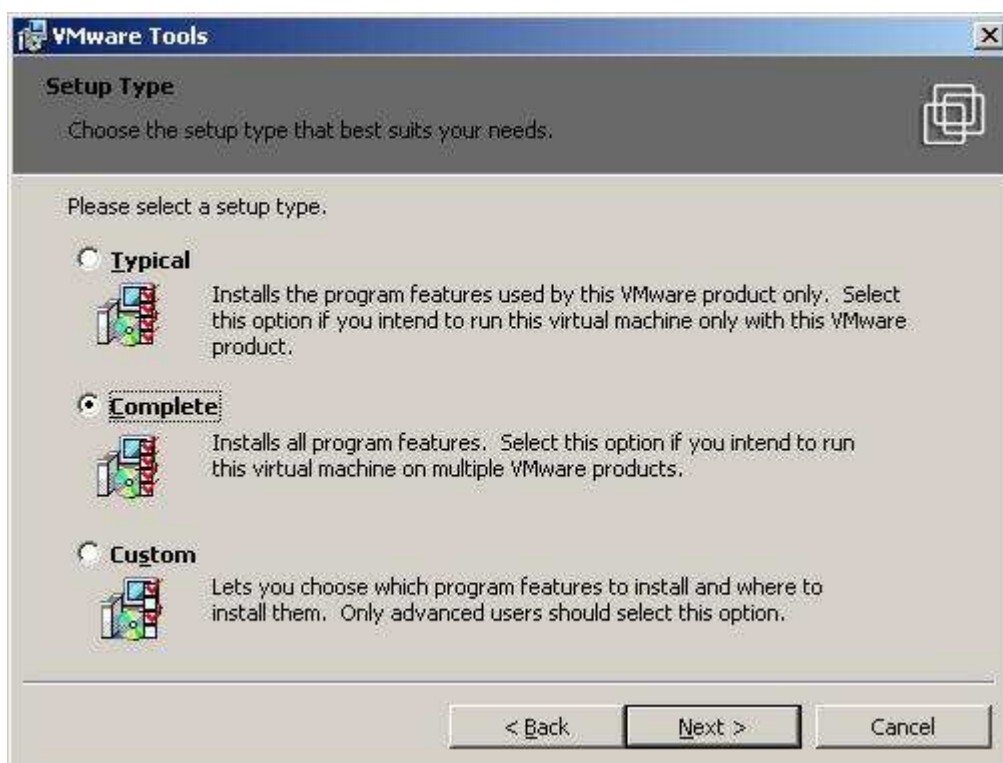 VMware Tools
Setup Type
Choose the setup type that best suits your needs.
Please select a setup type.
Typical
Installs the program features used by this VMware product only. Select
this option if you intend to run this virtual machine only with this VMware
product.
Complete
Installs all program features. Select this option if you intend to run
this virtual machine on multiple VMware products.
Custom
Lets you choose which program features to install and where to
install them. Only advanced users should select this option.
< Back
Next >
Cancel